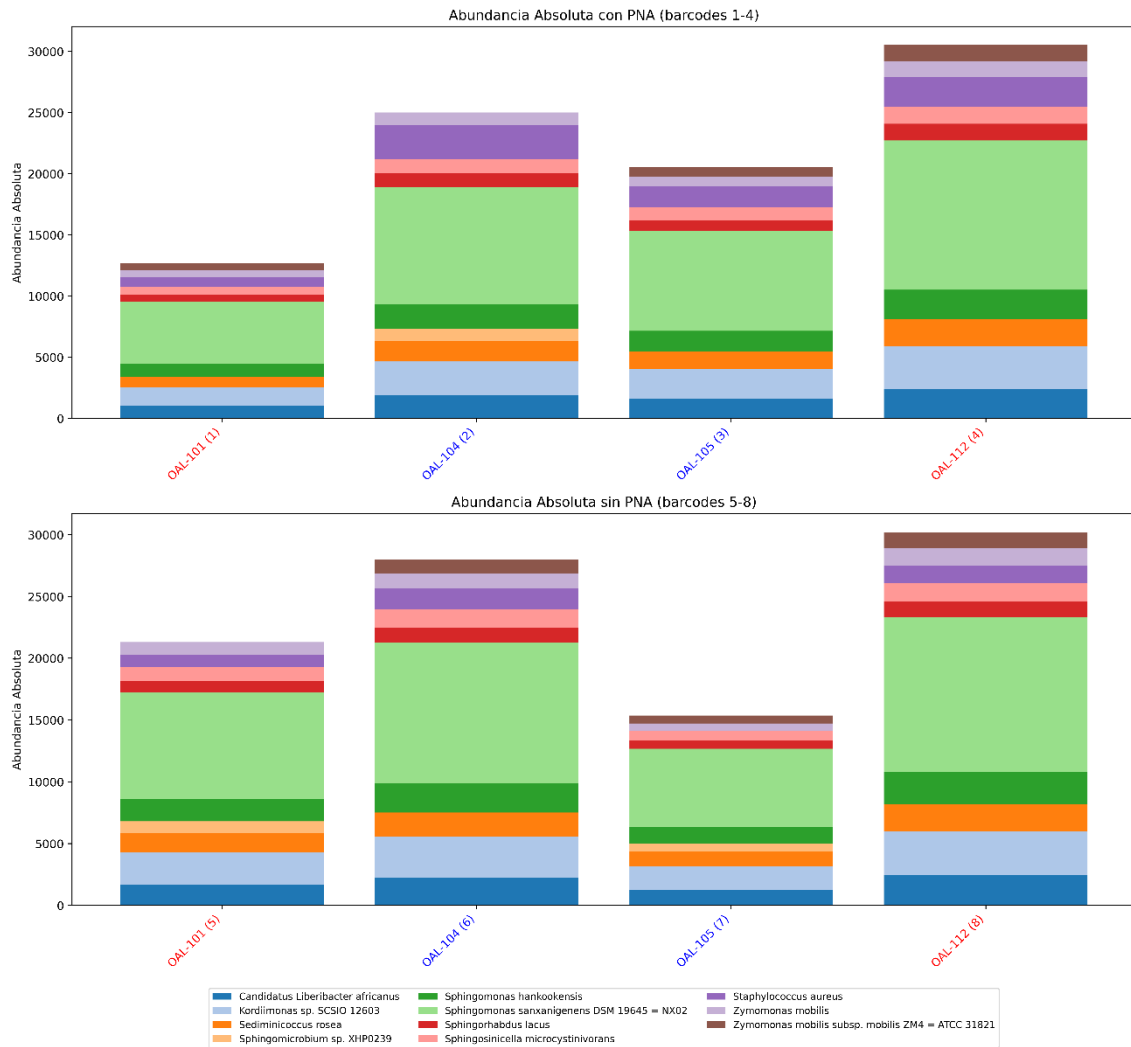 Abundancia Absoluta con PNA (barcodes 1-4)
30000
25000
20000
15000
10000
5000
0
Abundancia Absoluta
OAL-101 (1)
OAL-104 (2)
OAL-105 (3)
OAL-112 (4)
Abundancia Absoluta sin PNA (barcodes 5-8)
30000
25000
20000
15000
10000
5000
0
Abundancia Absoluta
OAL-101 (5)
OAL-104 (6)
OAL-105 (7)
OAL-112 (8)
Candidatus Liberibacter africanus
Kordiimonas sp. SCSIO 12603
Sediminicoccus rosea
Sphingomicrobium sp. XHP0239
Sphingomonas hankookensis
Sphingomonas sanxanigenens DSM 19645 = NX02
Sphingorhabdus lacus
Sphingosinicella microcystinivorans
Staphylococcus aureus
Zymomonas mobilis
Zymomonas mobilis subsp. mobilis ZM4 = ATCC 31821